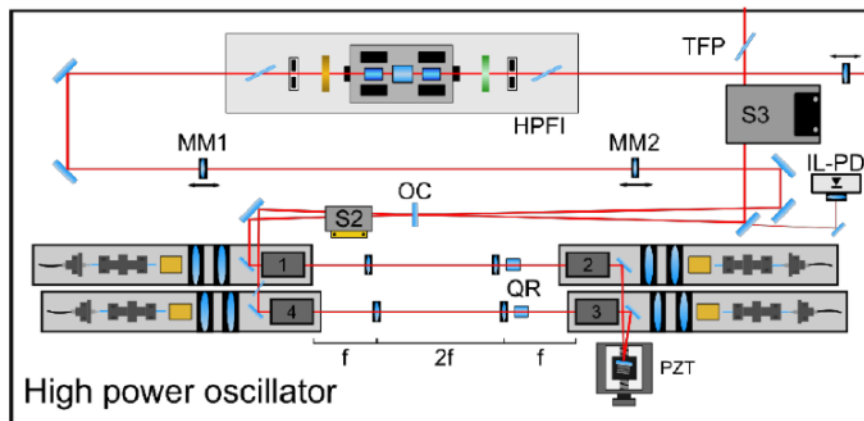 TFP
HPFI
S3
MM1
MM2
IL-PD
OC
S2
1
2
QR
4
3
f
2f
f
PZT
High power oscillator